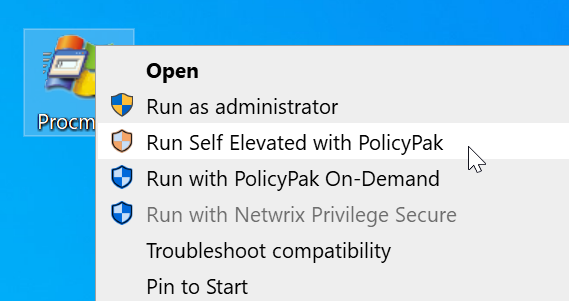 Open
Run as administrator
Run Self Elevated with PolicyPak
Procm
Run with PolicyPak On-Demand
Run with Netrwix Privilege Secure
Troubleshoot compatibility
Pin to Start